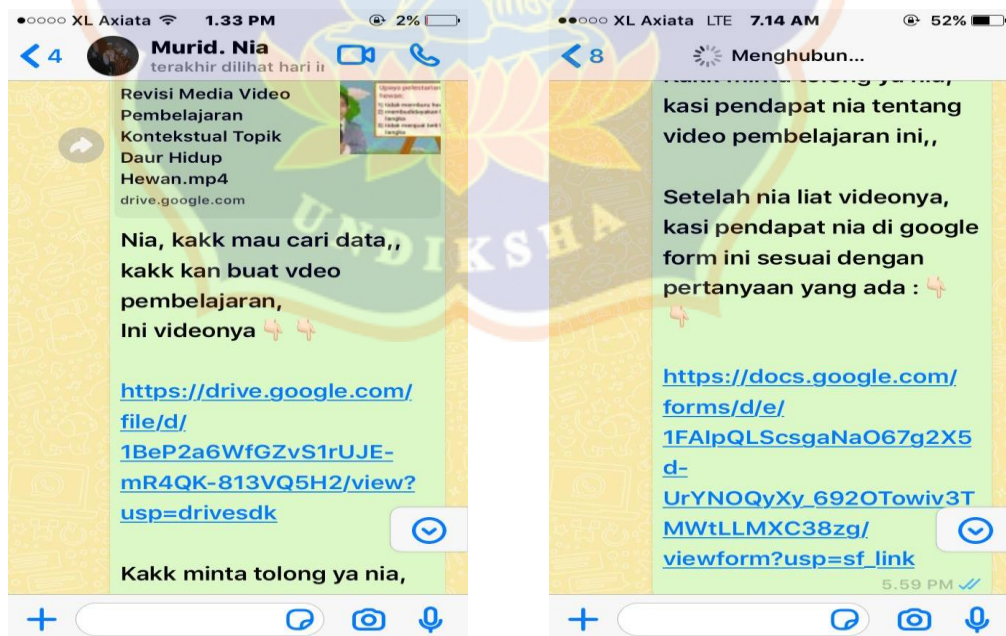 XL Axiata 1.33 PM 2%
4 Murid. Nia
terakhir dilihat hari
Revisi Media Video
Pembelajaran
Kontekstual Topik
Daur Hidup
Hewan.mp4
drive.google.com
Nia, kakk mau cari data,,
kakk kan buat vdeo
pembelajaran,
Ini videonya 👇🏻 👇🏻
https://drive.google.com/
file/d/
1BeP2a6WfGZvS1rUJE-
mR4QK-813VQ5H2/view?
usp=drivesdk
Kakk minta tolong ya nia,
XL Axiata LTE 7.14 AM 52%
8 Menghubun...
Kakk minta tolong ya nia,
kasi pendapat nia tentang
video pembelajaran ini,,
Setelah nia liat videonya,
kasi pendapat nia di google
form ini sesuai dengan
pertanyaan yang ada : 👇🏻
👇🏻
https://docs.google.com/
forms/d/e/
1FAIpQLScsgaNaO67g2X5
d-
UrYNOQyXy_692OTowiv3T
MWtLLMXC38zg/
viewform?usp=sf_link
5.59 PM
UNDIKSHA